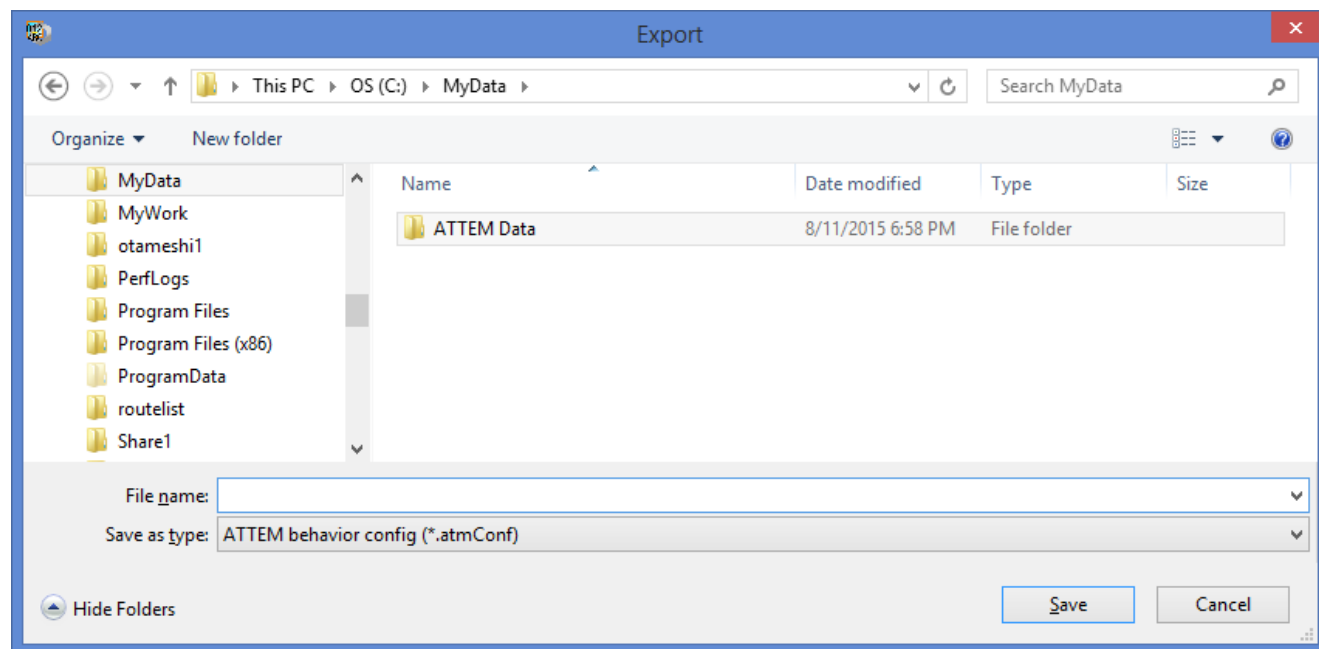 Export
This PC OS (C:) MyData
Search MyData
Organize New folder
MyData
MyWork
otameshi1
PerfLogs
Program Files
Program Files (x86)
ProgramData
routelist
Share1
Name Date modified Type Size
ATTEM Data 8/11/2015 6:58 PM File folder
File name:
Save as type: ATTEM behavior config (*.atmConf)
Hide Folders Save Cancel